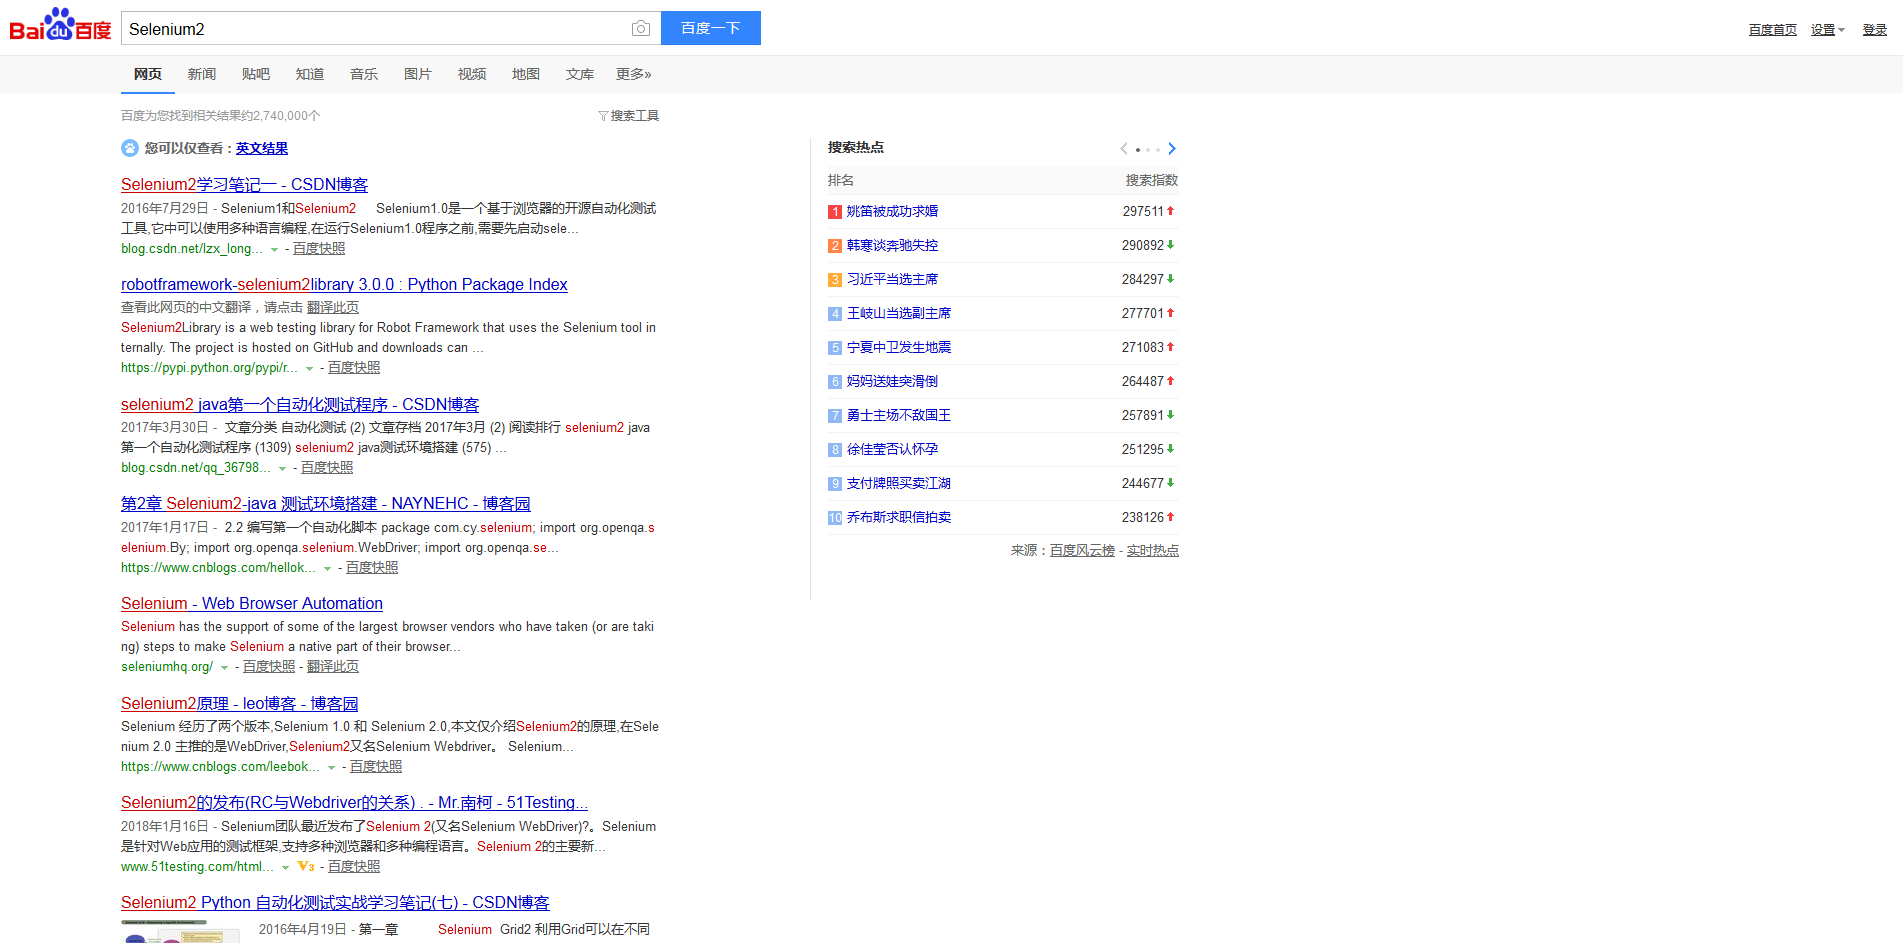 Baidu百度
Selenium2
百度一下
百度首页 设置 登录
网页 新闻 贴吧 知道 音乐 图片 视频 地图 文库 更多»
百度为您找到相关结果约2,740,000个
搜索工具
您可以仅查看：英文结果
Selenium2学习笔记一 - CSDN博客
2016年7月29日 - Selenium1和Selenium2 Selenium1.0是一个基于浏览器的开源自动化测试
工具,它中可以使用多种语言编程,在运行Selenium1.0程序之前,需要先启动sele...
blog.csdn.net/lzx_long... - 百度快照
robotframework-selenium2library 3.0.0 : Python Package Index
查看此网页的中文翻译，请点击 翻译此页
Selenium2Library is a web testing library for Robot Framework that uses the Selenium tool in
ternally. The project is hosted on GitHub and downloads can ...
https://pypi.python.org/pypi/r... - 百度快照
selenium2 java第一个自动化测试程序 - CSDN博客
2017年3月30日 - 文章分类 自动化测试 (2) 文章存档 2017年3月 (2) 阅读排行 selenium2 java
第一个自动化测试程序 (1309) selenium2 java测试环境搭建 (575) ...
blog.csdn.net/qq_36798... - 百度快照
第2章 Selenium2-java 测试环境搭建 - NAYNEHC - 博客园
2017年1月17日 - 2.2 编写第一个自动化脚本 package com.cy.selenium; import org.openqa.s
elenium.By; import org.openqa.selenium.WebDriver; import org.openqa.se...
https://www.cnblogs.com/hellok... - 百度快照
Selenium - Web Browser Automation
Selenium has the support of some of the largest browser vendors who have taken (or are taki
ng) steps to make Selenium a native part of their browser...
seleniumhq.org/ - 百度快照 - 翻译此页
Selenium2原理 - leo博客 - 博客园
Selenium 经历了两个版本,Selenium 1.0 和 Selenium 2.0,本文仅介绍Selenium2的原理,在Sele
nium 2.0 主推的是WebDriver,Selenium2又名Selenium Webdriver。 Selenium...
https://www.cnblogs.com/leebok... - 百度快照
Selenium2的发布(RC与Webdriver的关系) . - Mr.南柯 - 51Testing...
2018年1月16日 - Selenium团队最近发布了Selenium 2(又名Selenium WebDriver)?。Selenium
是针对Web应用的测试框架,支持多种浏览器和多种编程语言。Selenium 2的主要新...
www.51testing.com/html... V3 - 百度快照
Selenium2 Python 自动化测试实战学习笔记(七) - CSDN博客
2016年4月19日 - 第一章 Selenium Grid2 利用Grid可以在不同
搜索热点
排名 搜索指数
1 姚笛被成功求婚 297511
2 韩寒谈奔驰失控 290892
3 习近平当选主席 284297
4 王岐山当选副主席 277701
5 宁夏中卫发生地震 271083
6 妈妈送娃突滑倒 264487
7 勇士主场不敌国王 257891
8 徐佳莹否认怀孕 251295
9 支付牌照买卖江湖 244677
10 乔布斯求职信拍卖 238126
来源：百度风云榜 - 实时热点